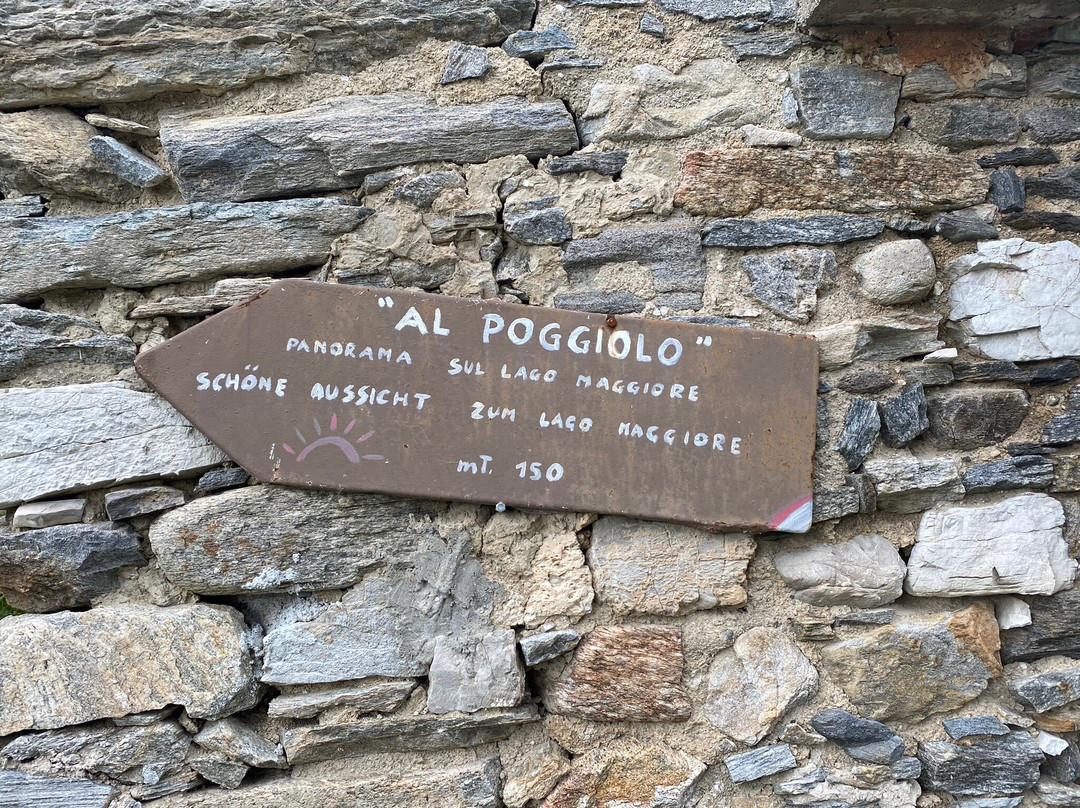 "AL POGGIOLO"
PANORAMA SUL LAGO MAGGIORE
SCHÖNE AUSSICHT ZUM LAGO MAGGIORE
mT. 150